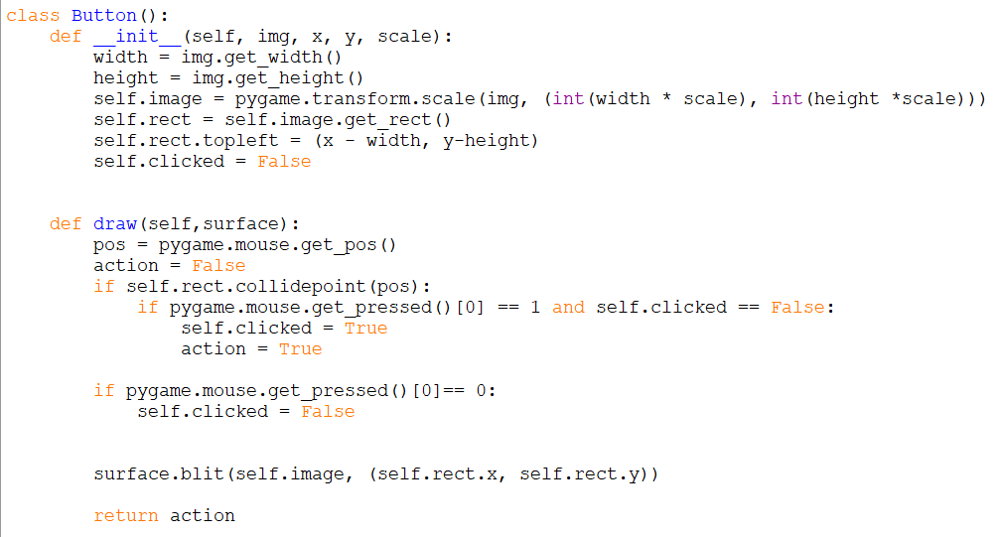 class Button():
    def __init__(self, img, x, y, scale):
        width = img.get_width()
        height = img.get_height()
        self.image = pygame.transform.scale(img, (int(width * scale), int(height *scale)))
        self.rect = self.image.get_rect()
        self.rect.topleft = (x - width, y-height)
        self.clicked = False
    def draw(self,surface):
        pos = pygame.mouse.get_pos()
        action = False
        if self.rect.collidepoint(pos):
            if pygame.mouse.get_pressed()[0] == 1 and self.clicked == False:
                self.clicked = True
                action = True
        if pygame.mouse.get_pressed()[0]== 0:
            self.clicked = False
        surface.blit(self.image, (self.rect.x, self.rect.y))
        return action